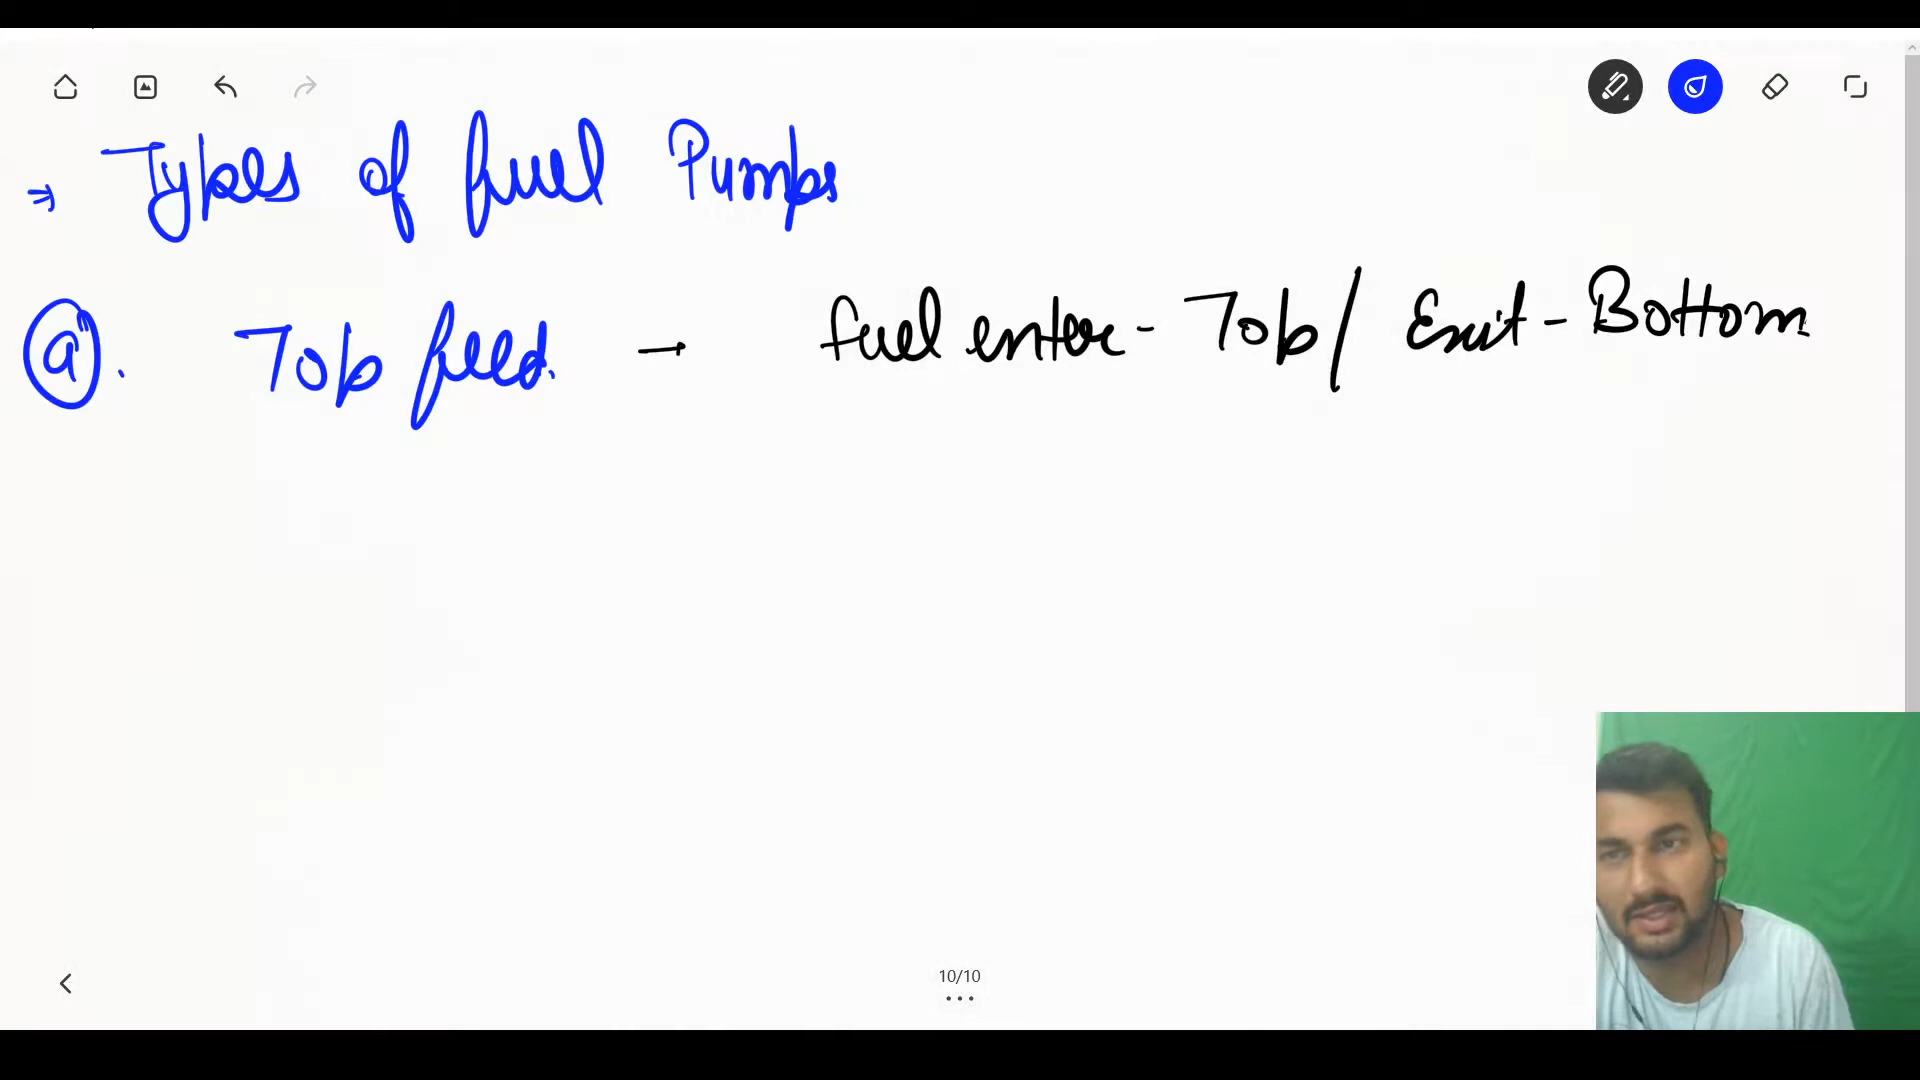 ⇒ Types of fuel Pumps
(a). Top feed. → fuel enter - Top / Exit - Bottom
10/10